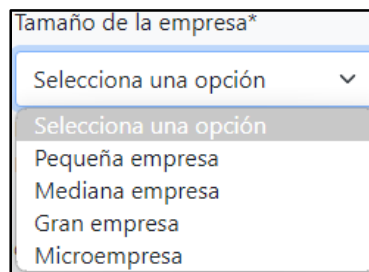 Tamaño de la empresa*
Selecciona una opción
Selecciona una opción
Pequeña empresa
Mediana empresa
Gran empresa
Microempresa